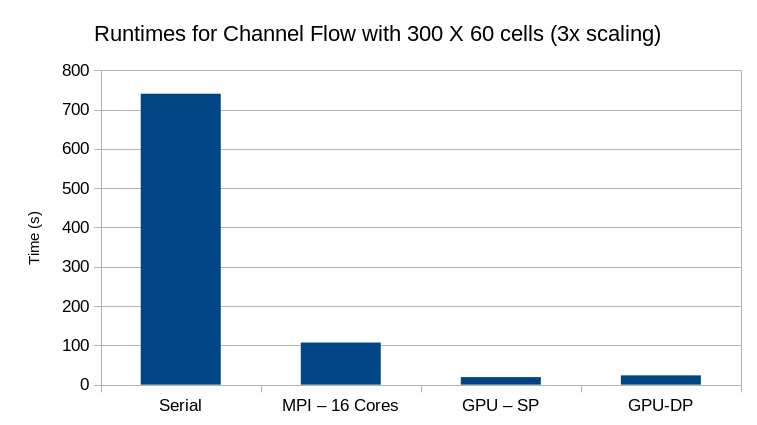 Runtimes for Channel Flow with 300 X 60 cells (3x scaling)
800
700
600
500
400
300
200
100
0
Time (s)
Serial
MPI – 16 Cores
GPU – SP
GPU-DP